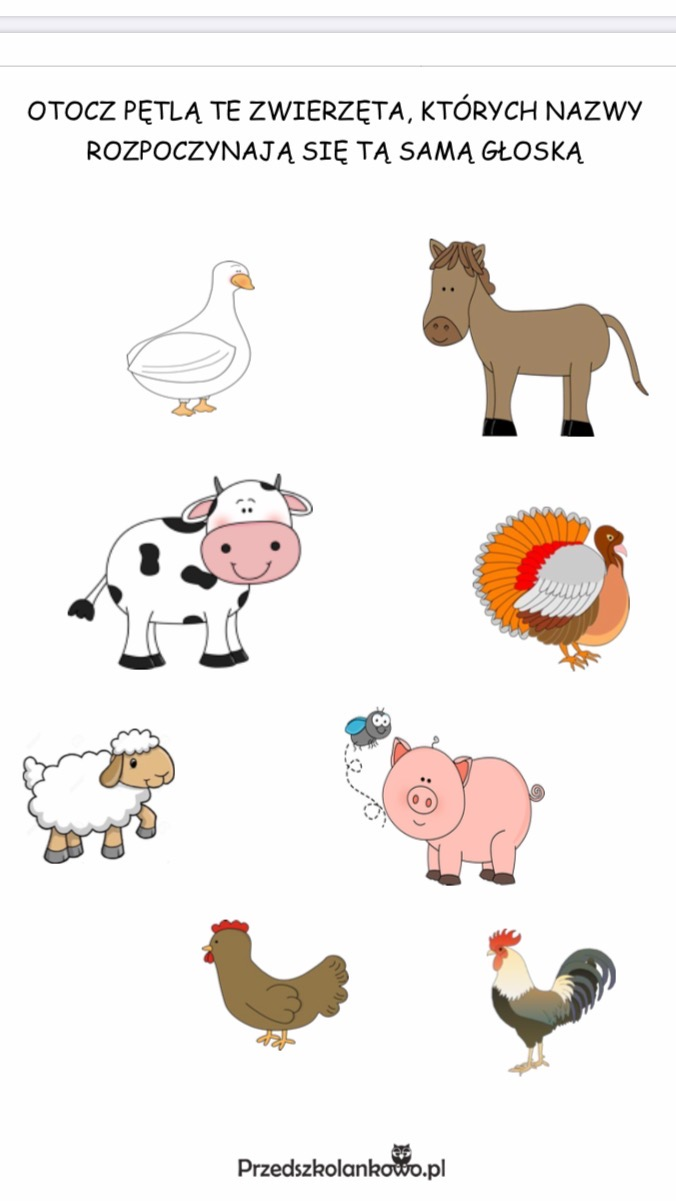 OTOCZ PĘTLĄ TE ZWIERZĘTA, KTÓRYCH NAZWY
ROZPOCZYNAJĄ SIĘ TĄ SAMĄ GŁOSKĄ
Przedszkolankowo.pl